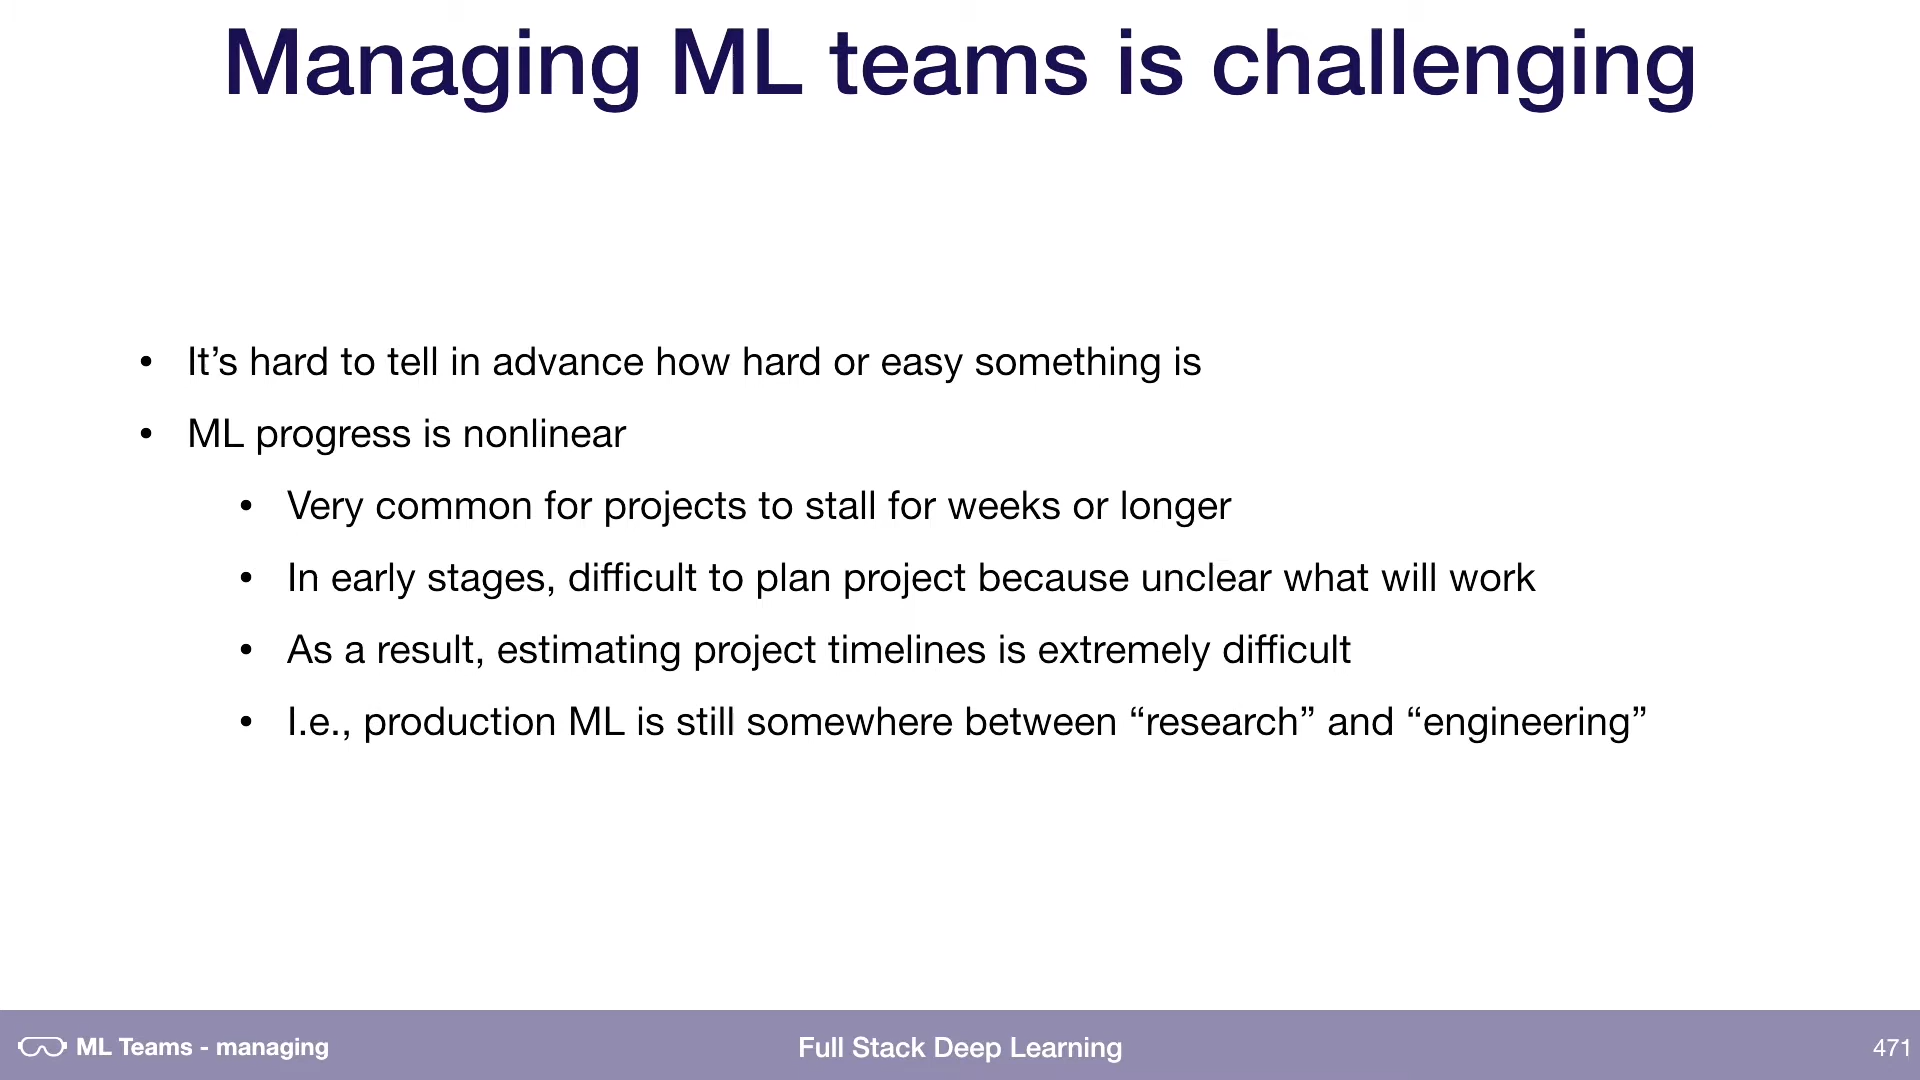 Managing ML teams is challenging
• It’s hard to tell in advance how hard or easy something is
• ML progress is nonlinear
• Very common for projects to stall for weeks or longer
• In early stages, difficult to plan project because unclear what will work
• As a result, estimating project timelines is extremely difficult
• I.e., production ML is still somewhere between “research” and “engineering”
ML Teams - managing
Full Stack Deep Learning
471